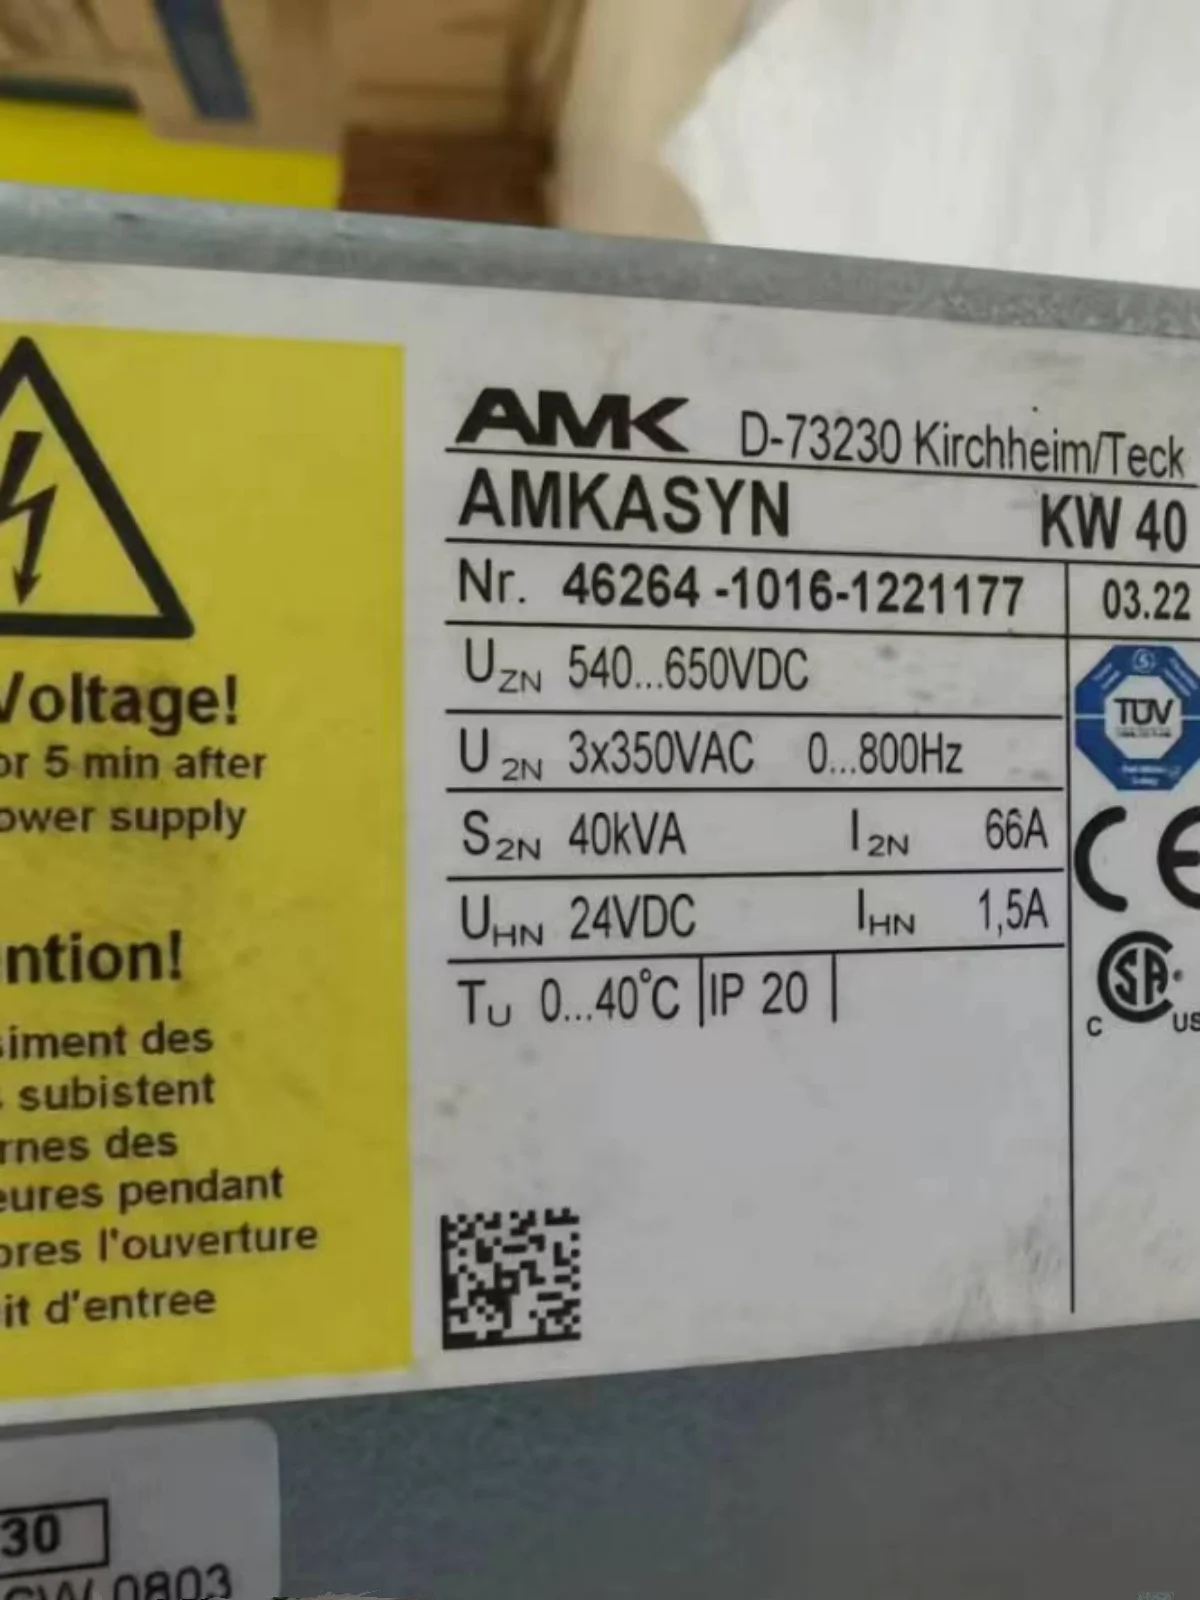 AMK D-73230 Kirchheim/Teck
AMKASYN KW 40
Nr. 46264 -1016-1221177 03.22
UZN 540...650VDC
U2N 3x350VAC 0...800Hz
S2N 40kVA I2N 66A
UHN 24VDC IHN 1,5A
TU 0...40°C IP 20
TÜV
CE
CSA
C US
Voltage!
or 5 min after
ower supply
ntion!
siment des
subistent
rnes des
eures pendant
pres l'ouverture
it d'entree
30
0803